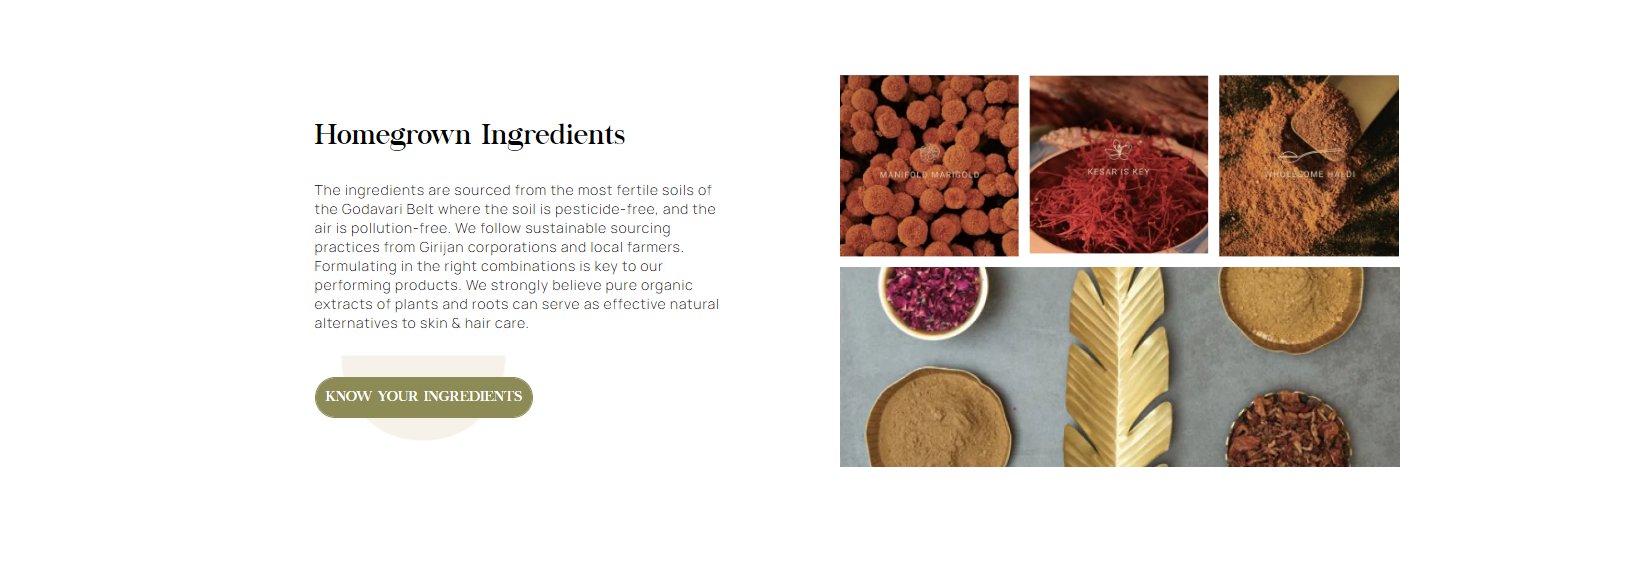 Homegrown Ingredients
The ingredients are sourced from the most fertile soils of
the Godavari Belt where the soil is pesticide-free, and the
air is pollution-free. We follow sustainable sourcing
practices from Girijan corporations and local farmers.
Formulating in the right combinations is key to our
performing products. We strongly believe pure organic
extracts of plants and roots can serve as effective natural
alternatives to skin & hair care.
KNOW YOUR INGREDIENTS
MANIFOLD MARIGOLD
KESAR IS KEY
WHOLESOME HALDI